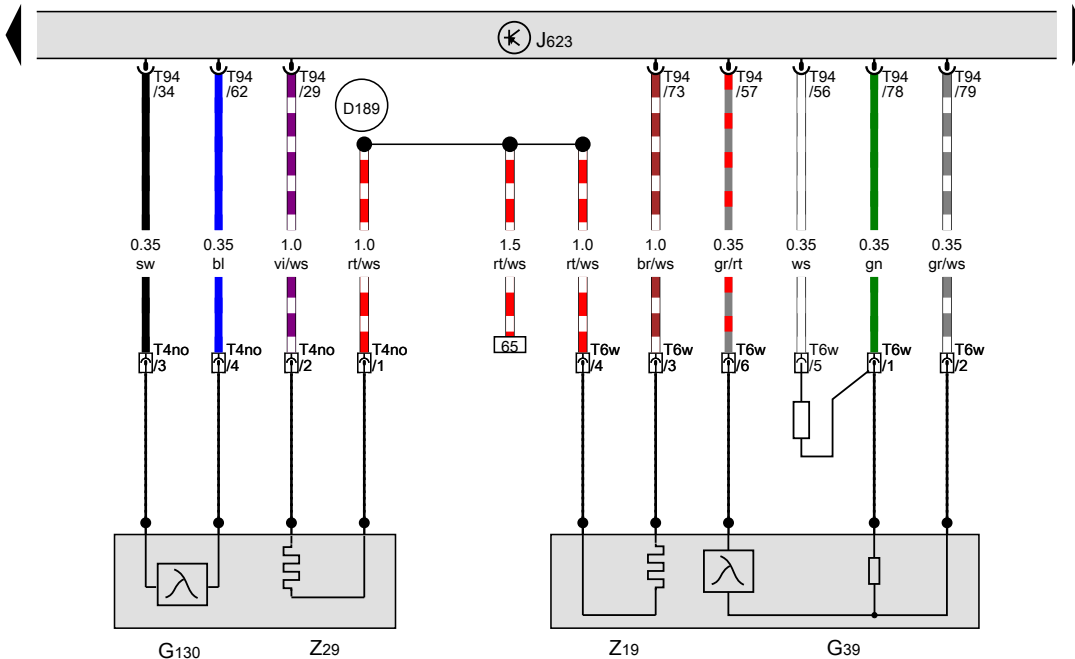 J623
T94 T94 T94 T94 T94 T94 T94 T94
/34 /62 /29 /73 /57 /56 /78 /79
D189
0.35 0.35 1.0 1.0 1.5 1.0 1.0 0.35 0.35 0.35 0.35
sw bl vi/ws rt/ws rt/ws rt/ws br/ws gr/rt ws gn gr/ws
65
T4no T4no T4no T4no T6w T6w T6w T6w T6w T6w
/3 /4 /2 /1 /4 /3 /6 /5 /1 /2
G130 Z29 Z19 G39